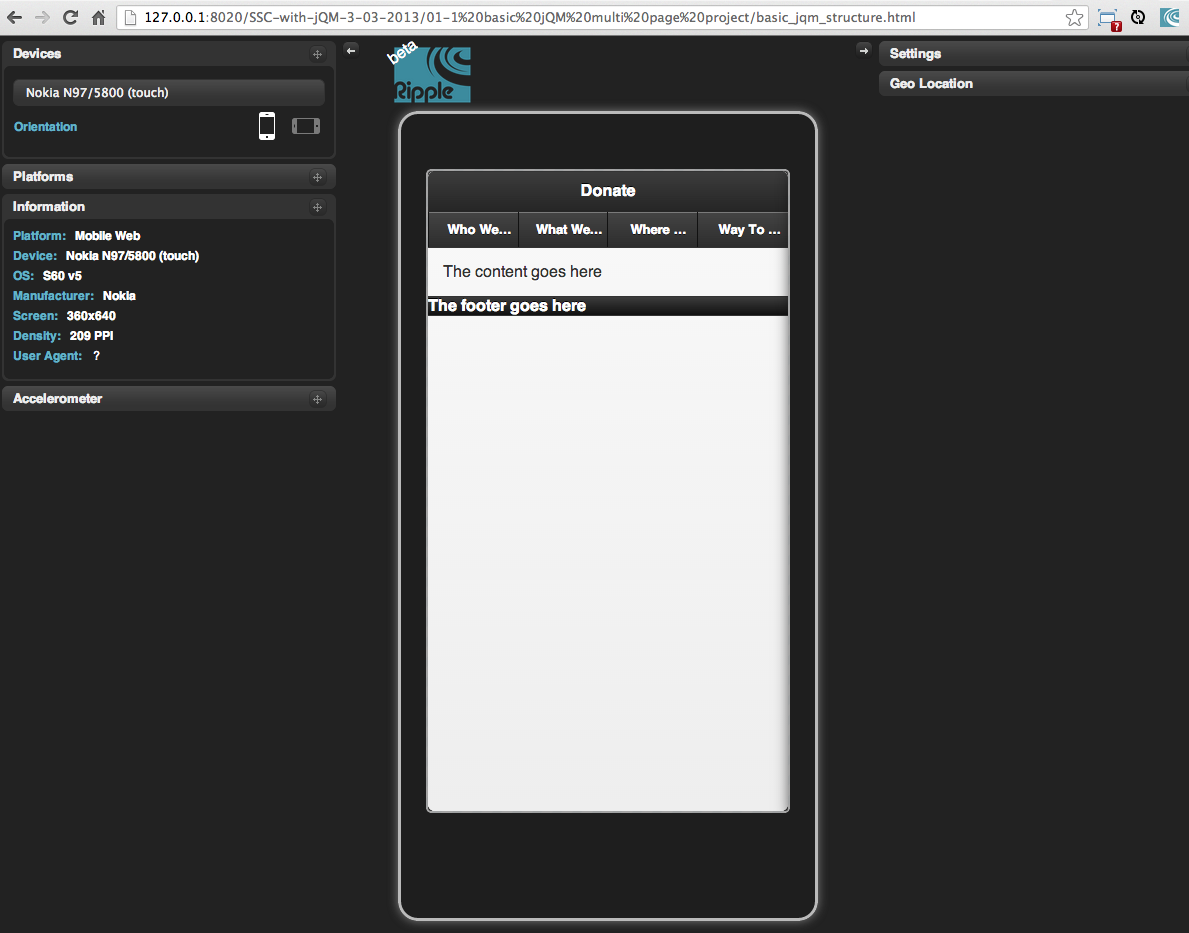 127.0.0.1:8020/SSC-with-jQM-3-03-2013/01-1%20basic%20jQM%20multi%20page%20project/basic_jqm_structure.html
?
Devices
Nokia N97/5800 (touch)
Orientation
Platforms
Information
Platform: Mobile Web
Device: Nokia N97/5800 (touch)
OS: S60 v5
Manufacturer: Nokia
Screen: 360x640
Density: 209 PPI
User Agent: ?
Accelerometer
beta
Ripple
Donate
Who We...
What We...
Where ...
Way To ...
The content goes here
The footer goes here
Settings
Geo Location